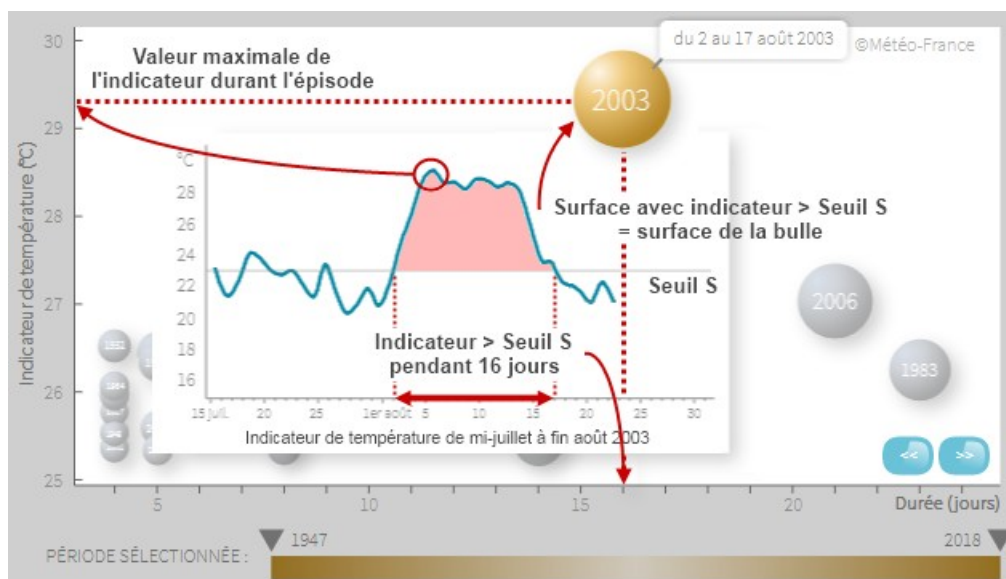 30
Valeur maximale de
l'indicateur durant l'épisode
du 2 au 17 août 2003
©Météo-France
2003
29
°C
28
26
24
22
20
18
16
Surface avec indicateur > Seuil S
= surface de la bulle
Seuil S
28
27
26
25
Indicateur de température (°C)
2006
1983
1952
1984
Indicateur > Seuil S
pendant 16 jours
15 juil.
20
25
1er août
5
10
15
20
25
30
Indicateur de température de mi-juillet à fin août 2003
<<
>>
5
10
15
20
Durée (jours)
1947
2018
PÉRIODE SÉLECTIONNÉE :